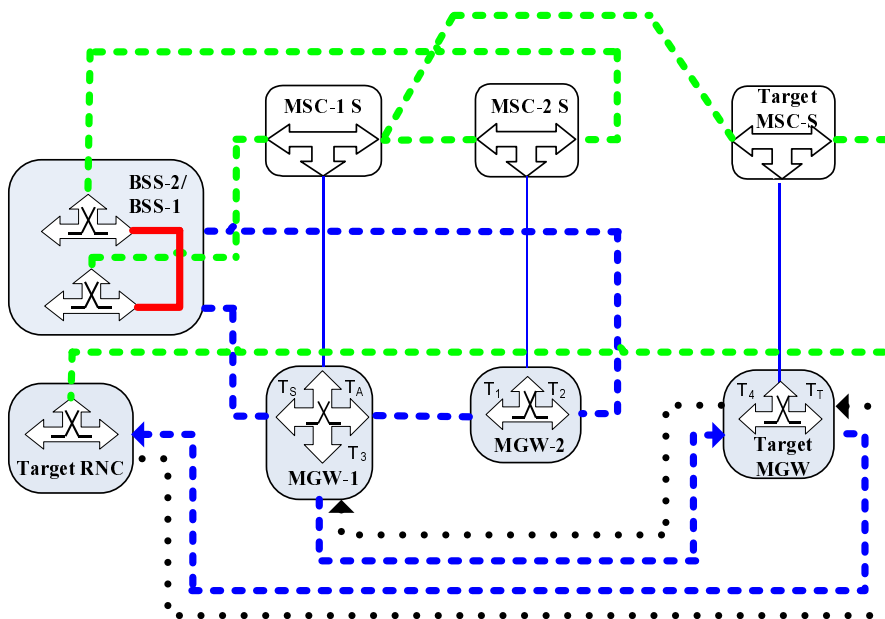 MSC-1 S
MSC-2 S
Target
MSC-S
BSS-2/
BSS-1
TS
TA
T3
MGW-1
T1
T2
MGW-2
T4
TT
Target
MGW
Target RNC